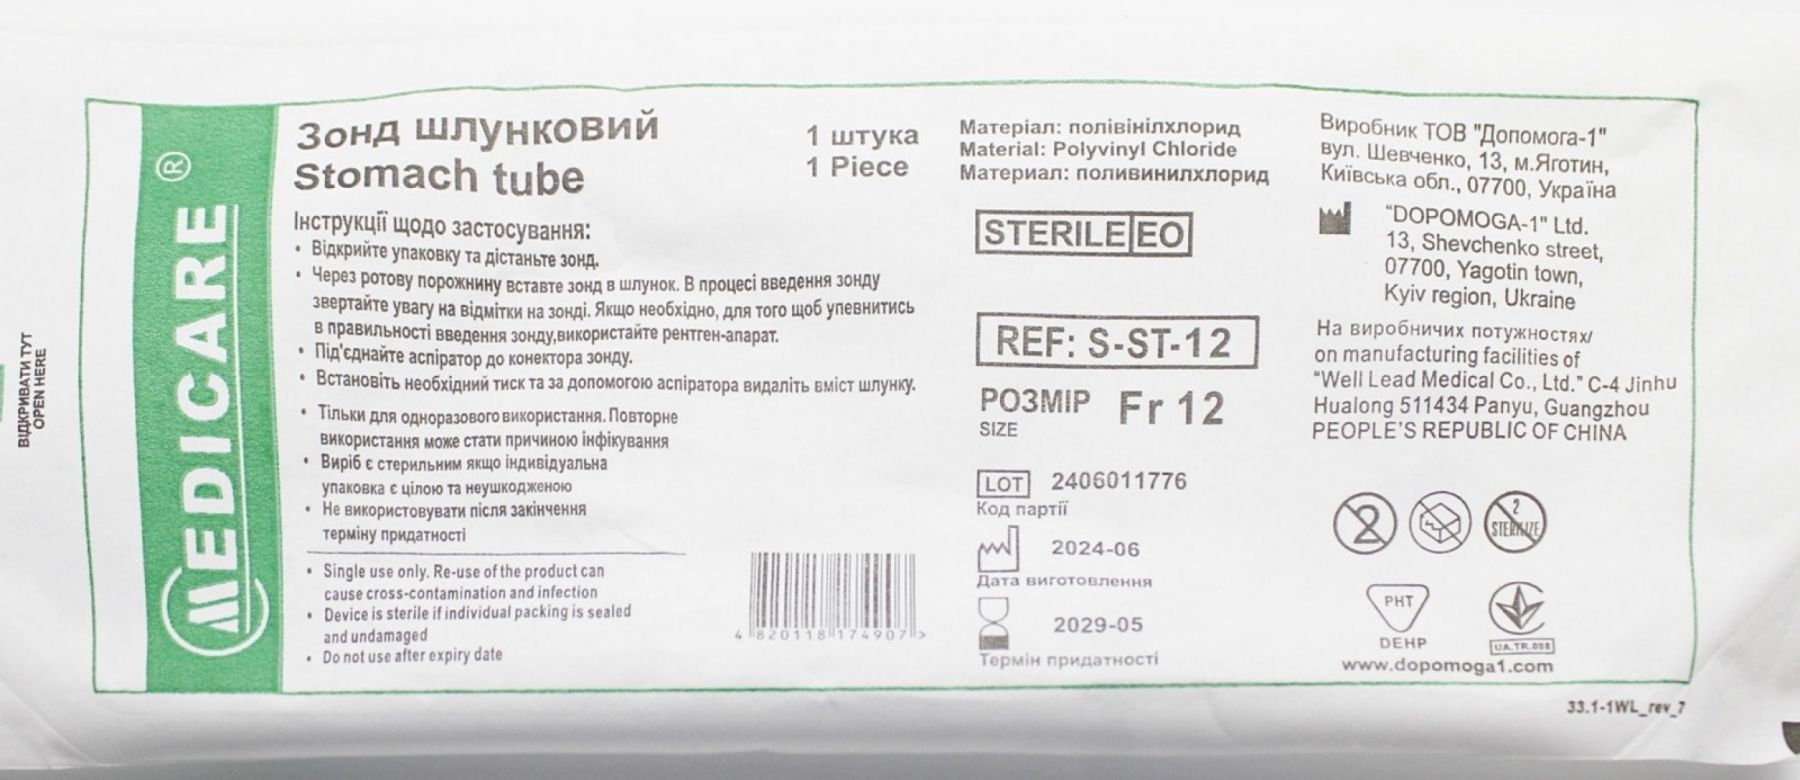 ВІДКРИВАТИ ТУТ
OPEN HERE
MEDICARE®
Зонд шлунковий
Stomach tube
1 штука
1 Piece
Інструкції щодо застосування:
• Відкрийте упаковку та дістаньте зонд.
• Через ротову порожнину вставте зонд в шлунок. В процесі введення зонду
звертайте увагу на відмітки на зонді. Якщо необхідно, для того щоб упевнитись
в правильності введення зонду,використайте рентген-апарат.
• Під'єднайте аспіратор до конектора зонду.
• Встановіть необхідний тиск та за допомогою аспіратора видаліть вміст шлунку.
• Тільки для одноразового використання. Повторне
використання може стати причиною інфікування
• Виріб є стерильним якщо індивідуальна
упаковка є цілою та неушкодженою
• Не використовувати після закінчення
терміну придатності
• Single use only. Re-use of the product can
cause cross-contamination and infection
• Device is sterile if individual packing is sealed
and undamaged
• Do not use after expiry date
4 820118 174907 >
Матеріал: полівінілхлорид
Material: Polyvinyl Chloride
Материал: поливинилхлорид
STERILE EO
REF: S-ST-12
РОЗМІР Fr 12
SIZE
LOT 2406011776
Код партії
2024-06
Дата виготовлення
2029-05
Термін придатності
Виробник ТОВ "Допомога-1"
вул. Шевченко, 13, м.Яготин,
Київська обл., 07700, Україна
"DOPOMOGA-1" Ltd.
13, Shevchenko street,
07700, Yagotin town,
Kyiv region, Ukraine
На виробничих потужностях/
on manufacturing facilities of
"Well Lead Medical Co., Ltd." C-4 Jinhu
Hualong 511434 Panyu, Guangzhou
PEOPLE'S REPUBLIC OF CHINA
2
2
STERILIZE
PHT
DEHP
UA.TR.098
www.dopomoga1.com
33.1-1WL_rev_7